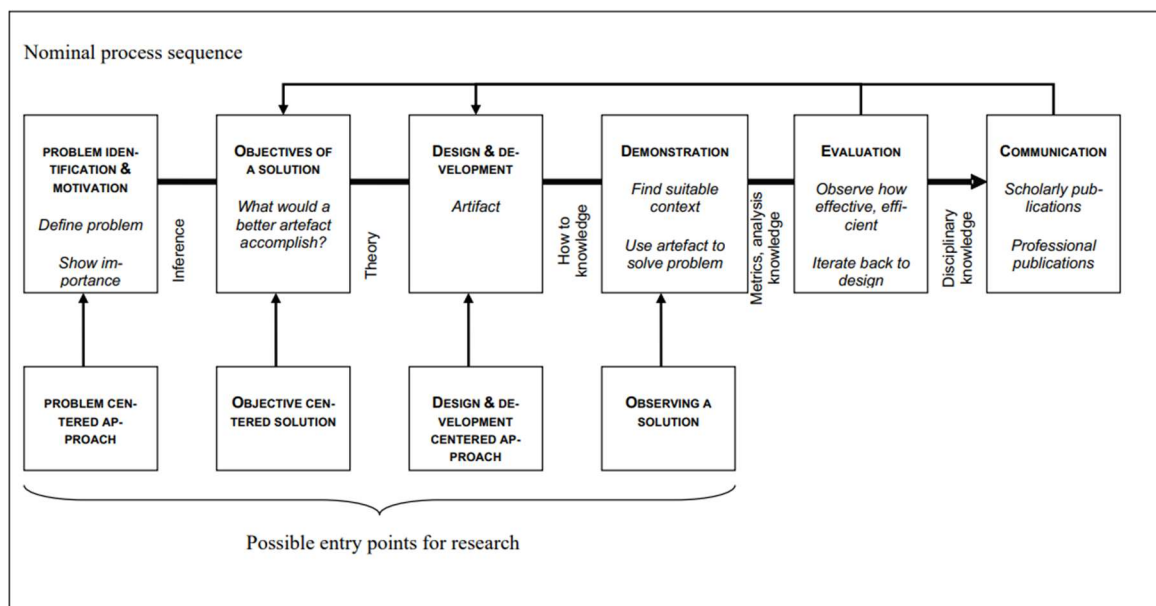 Nominal process sequence
PROBLEM IDEN-
TIFICATION &
MOTIVATION
Define problem
Show im-
portance
Inference
OBJECTIVES OF
A SOLUTION
What would a
better artefact
accomplish?
Theory
DESIGN & DE-
VELOPMENT
Artifact
How to
knowledge
DEMONSTRATION
Find suitable
context
Use artefact to
solve problem
Metrics, analysis
knowledge
EVALUATION
Observe how
effective, effi-
cient
Iterate back to
design
Disciplinary
knowledge
COMMUNICATION
Scholarly pub-
lications
Professional
publications
PROBLEM CEN-
TERED AP-
PROACH
OBJECTIVE CEN-
TERED SOLUTION
DESIGN & DE-
VELOPMENT
CENTERED AP-
PROACH
OBSERVING A
SOLUTION
Possible entry points for research